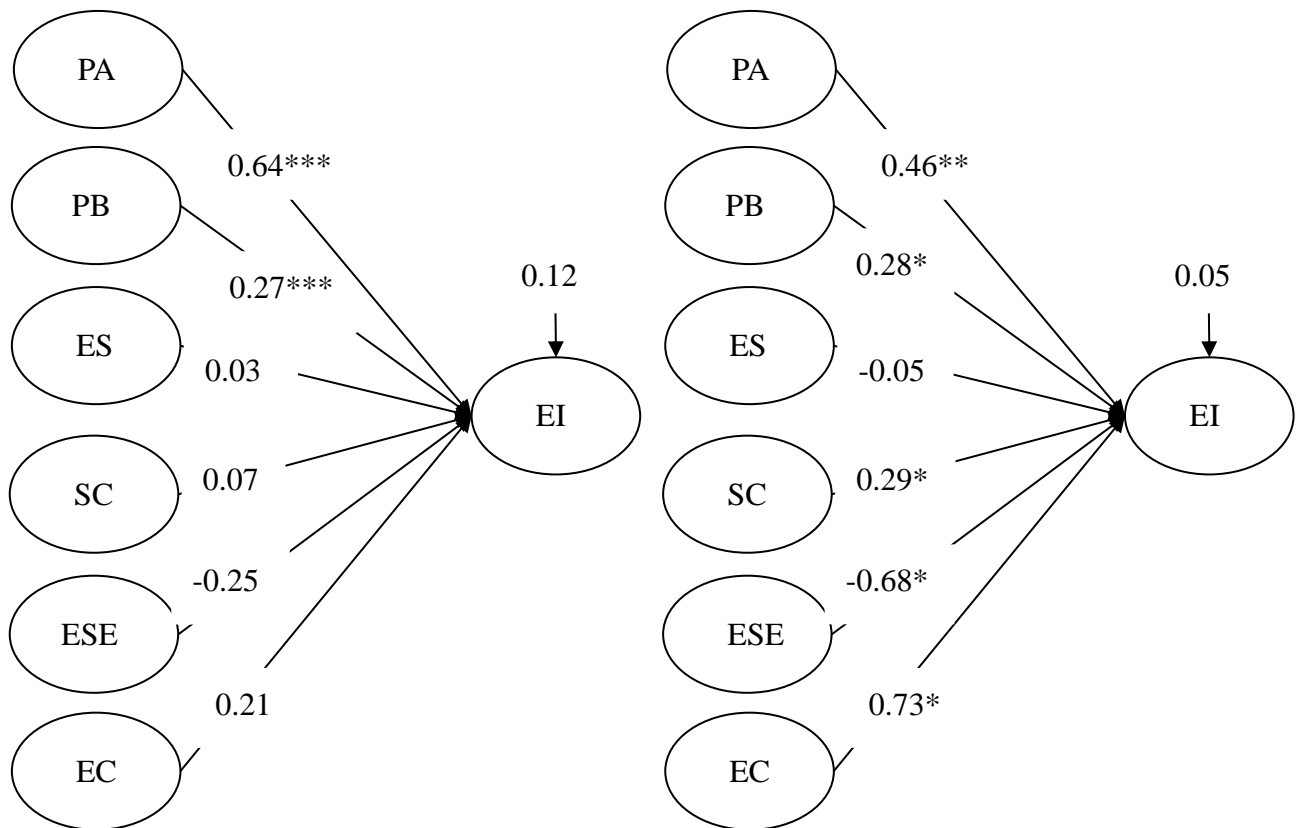 PA
0.64***
PB
0.27***
0.12
ES
0.03
EI
SC
0.07
-0.25
ESE
0.21
EC
PA
0.46**
PB
0.28*
0.05
ES
-0.05
EI
SC
0.29*
-0.68*
ESE
0.73*
EC